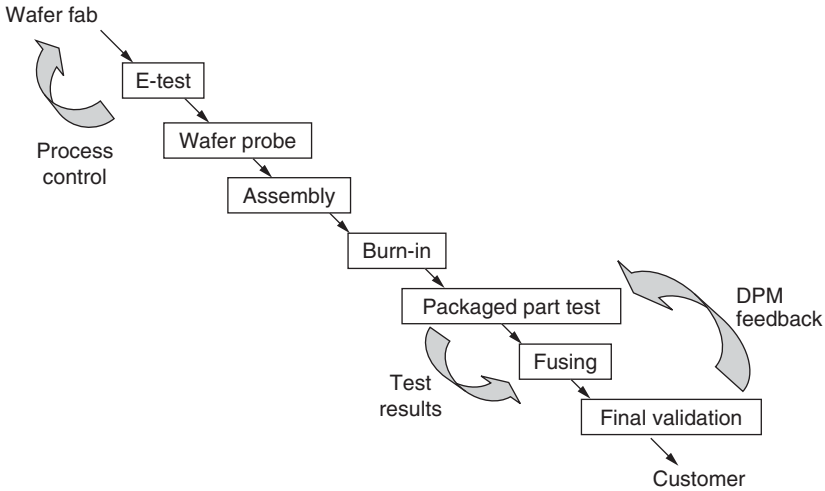 Wafer fab
E-test
Process
control
Wafer probe
Assembly
Burn-in
Packaged part test
DPM
feedback
Fusing
Test
results
Final validation
Customer